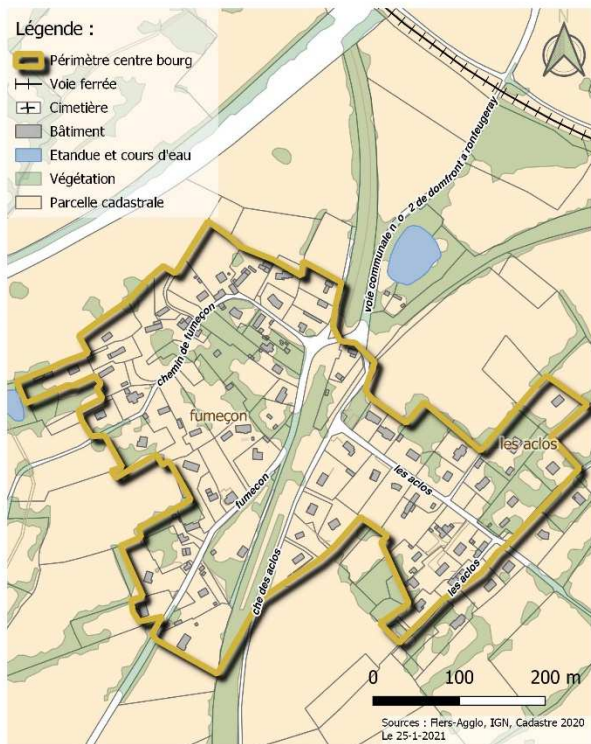 Légende :
Périmètre centre bourg
Voie ferrée
Cimetière
Bâtiment
Etandue et cours d'eau
Végétation
Parcelle cadastrale
voie communale n_o_2 de domfront a ronfeugeray
chemin de fumeçon
fumeçon
les aclos
les aclos
fumeçon
che des aclos
les aclos
0 100 200 m
Sources : Flers-Agglo, IGN, Cadastre 2020
Le 25-1-2021